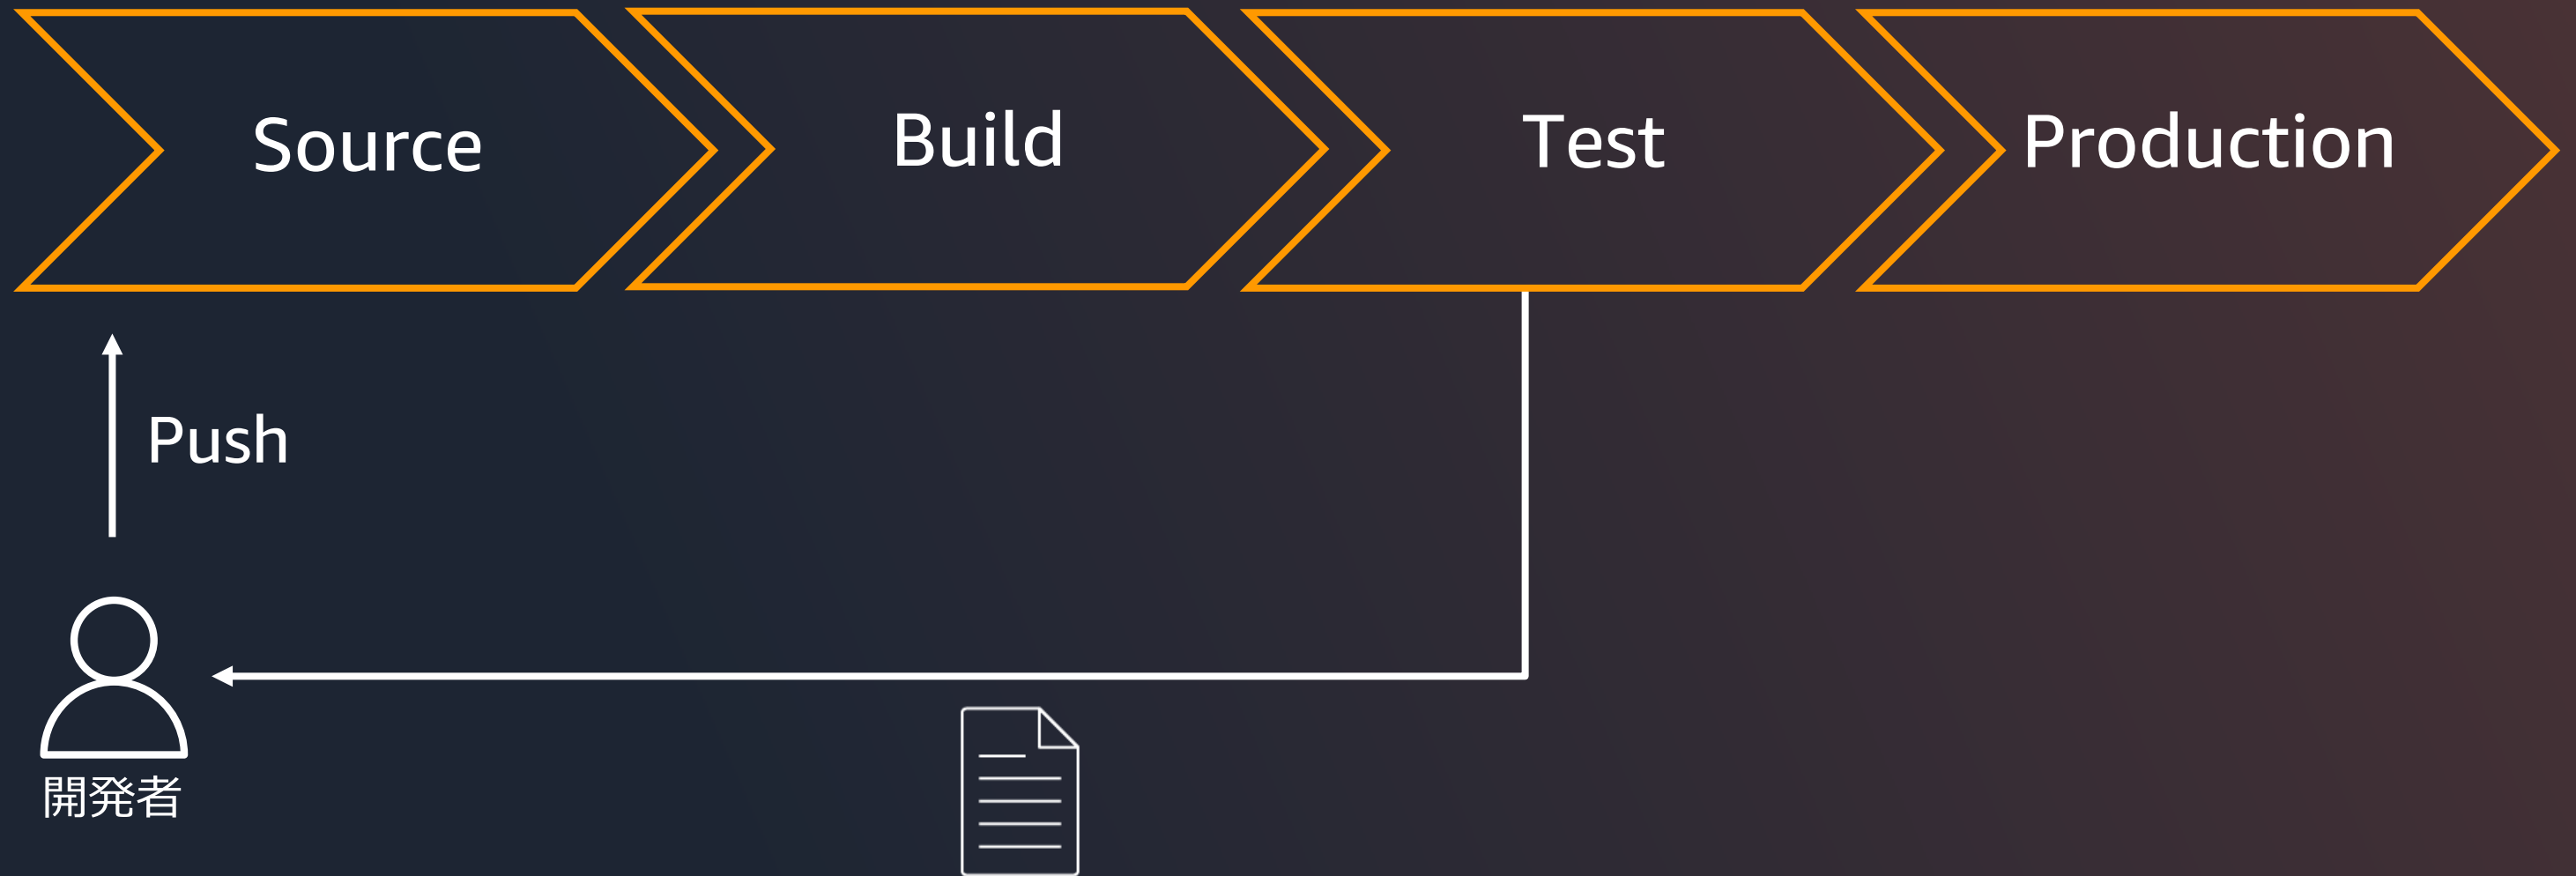 Source
Build
Test
Production
Push
開発者